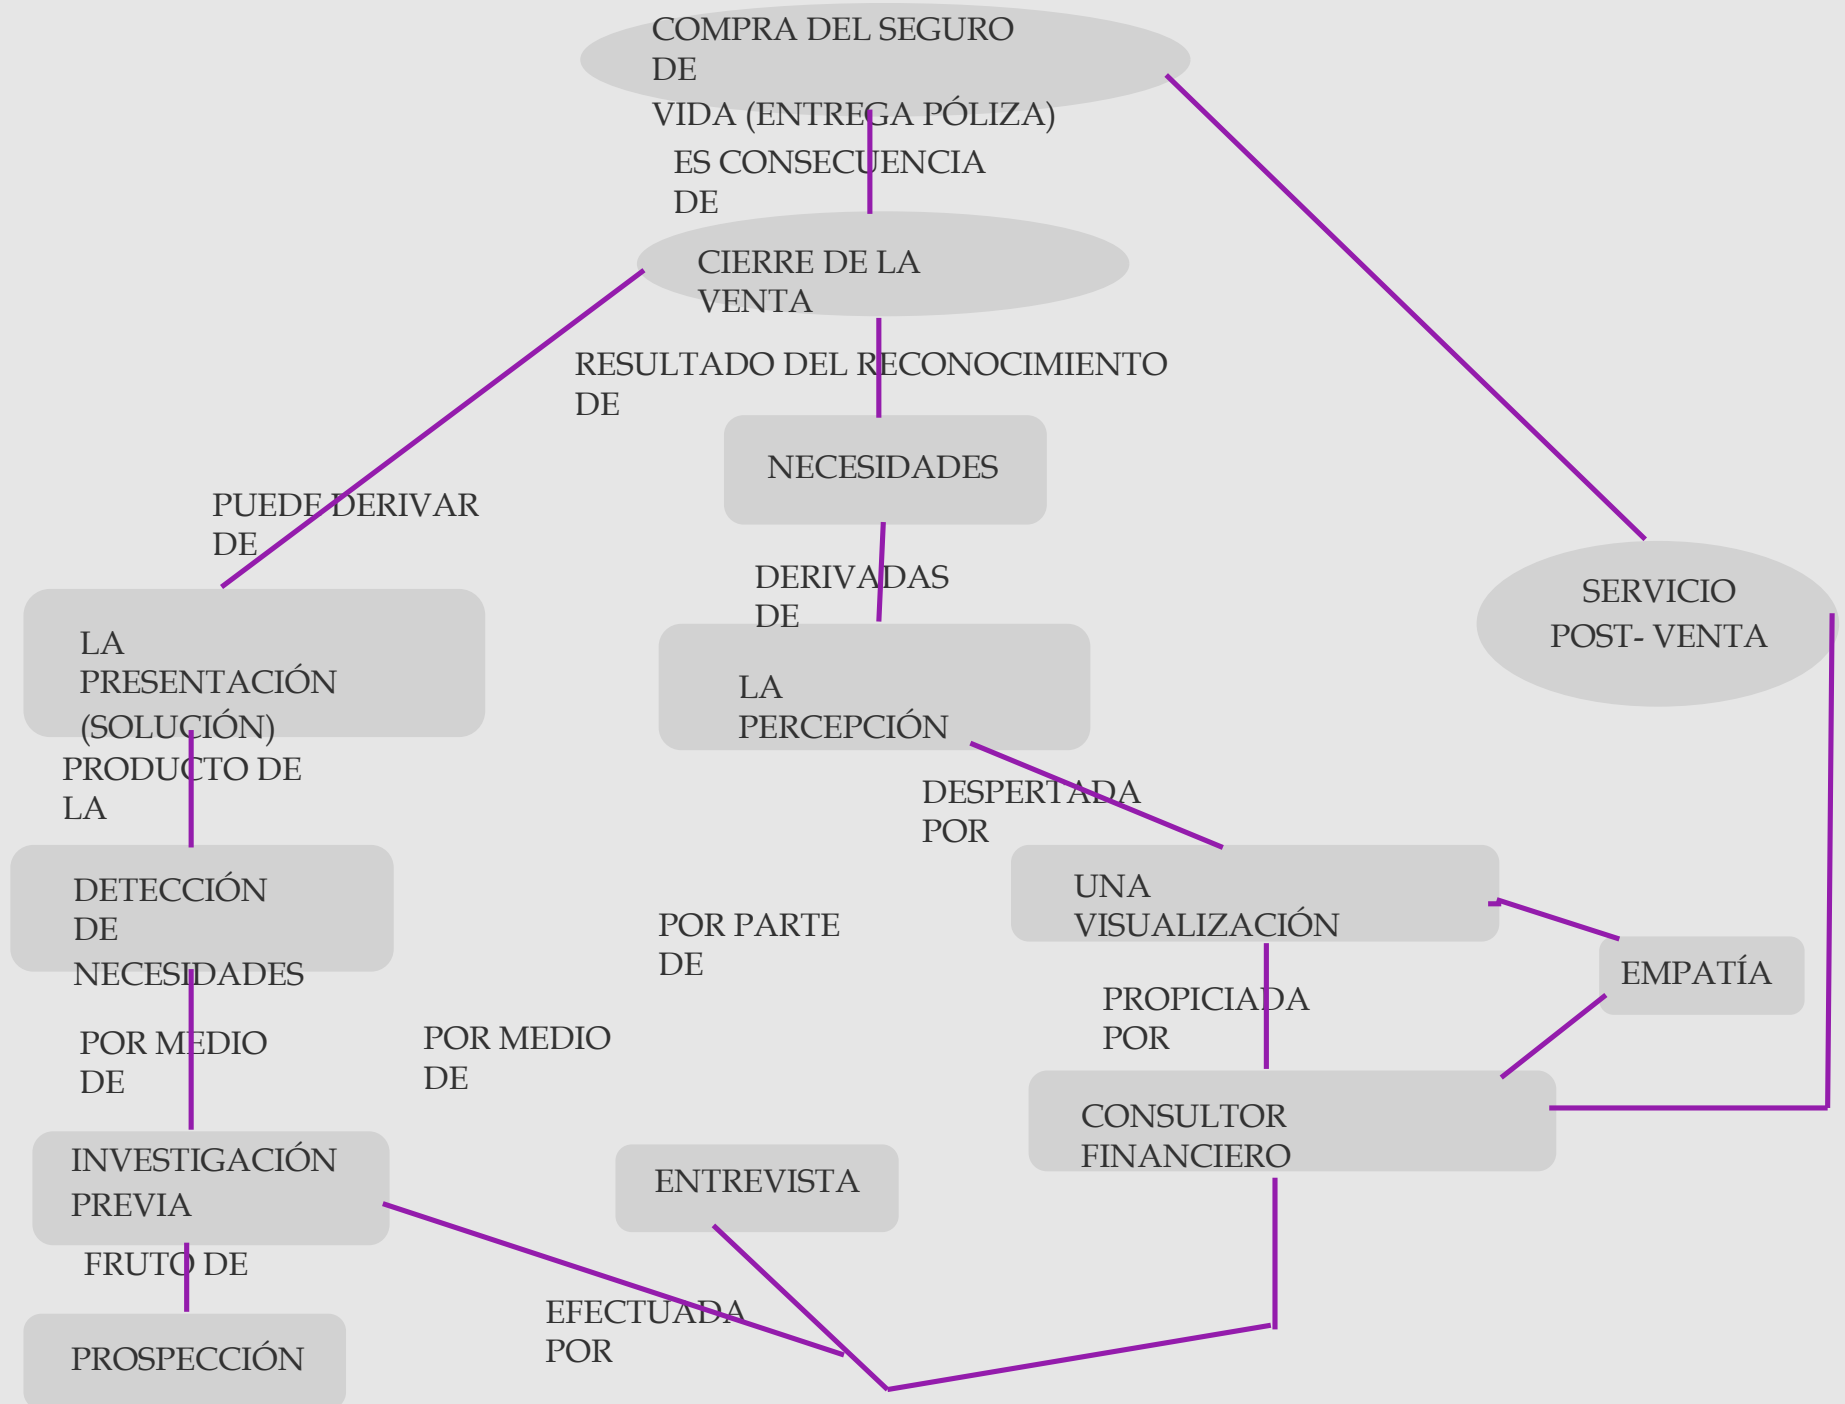 COMPRA DEL SEGURO
DE
VIDA (ENTREGA PÓLIZA)
ES CONSECUENCIA
DE
CIERRE DE LA
VENTA
RESULTADO DEL RECONOCIMIENTO
DE
NECESIDADES
PUEDE DERIVAR
DE
DERIVADAS
DE
SERVICIO
POST- VENTA
LA
PRESENTACIÓN
(SOLUCIÓN)
LA
PERCEPCIÓN
PRODUCTO DE
LA
DESPERTADA
POR
DETECCIÓN
DE
NECESIDADES
POR PARTE
DE
UNA
VISUALIZACIÓN
EMPATÍA
PROPICIADA
POR
POR MEDIO
DE
POR MEDIO
DE
CONSULTOR
FINANCIERO
INVESTIGACIÓN
PREVIA
ENTREVISTA
FRUTO DE
EFECTUADA
POR
PROSPECCIÓN